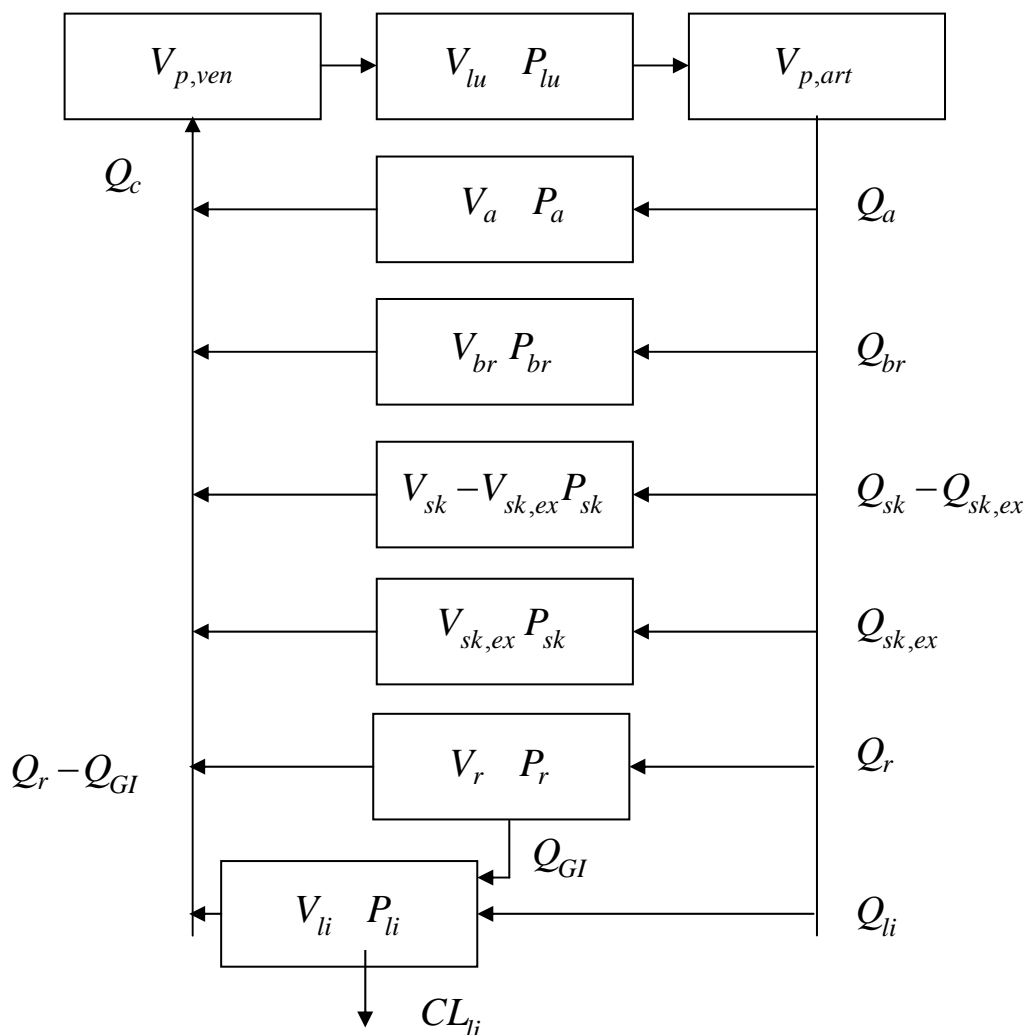 V_{p,ven} V_{lu} P_{lu} V_{p,art}
Q_c V_a P_a Q_a
V_{br} P_{br} Q_{br}
V_{sk} − V_{sk,ex} P_{sk} Q_{sk} − Q_{sk,ex}
V_{sk,ex} P_{sk} Q_{sk,ex}
Q_r − Q_{GI} V_r P_r Q_r
Q_{GI}
V_{li} P_{li} Q_{li}
CL_{li}